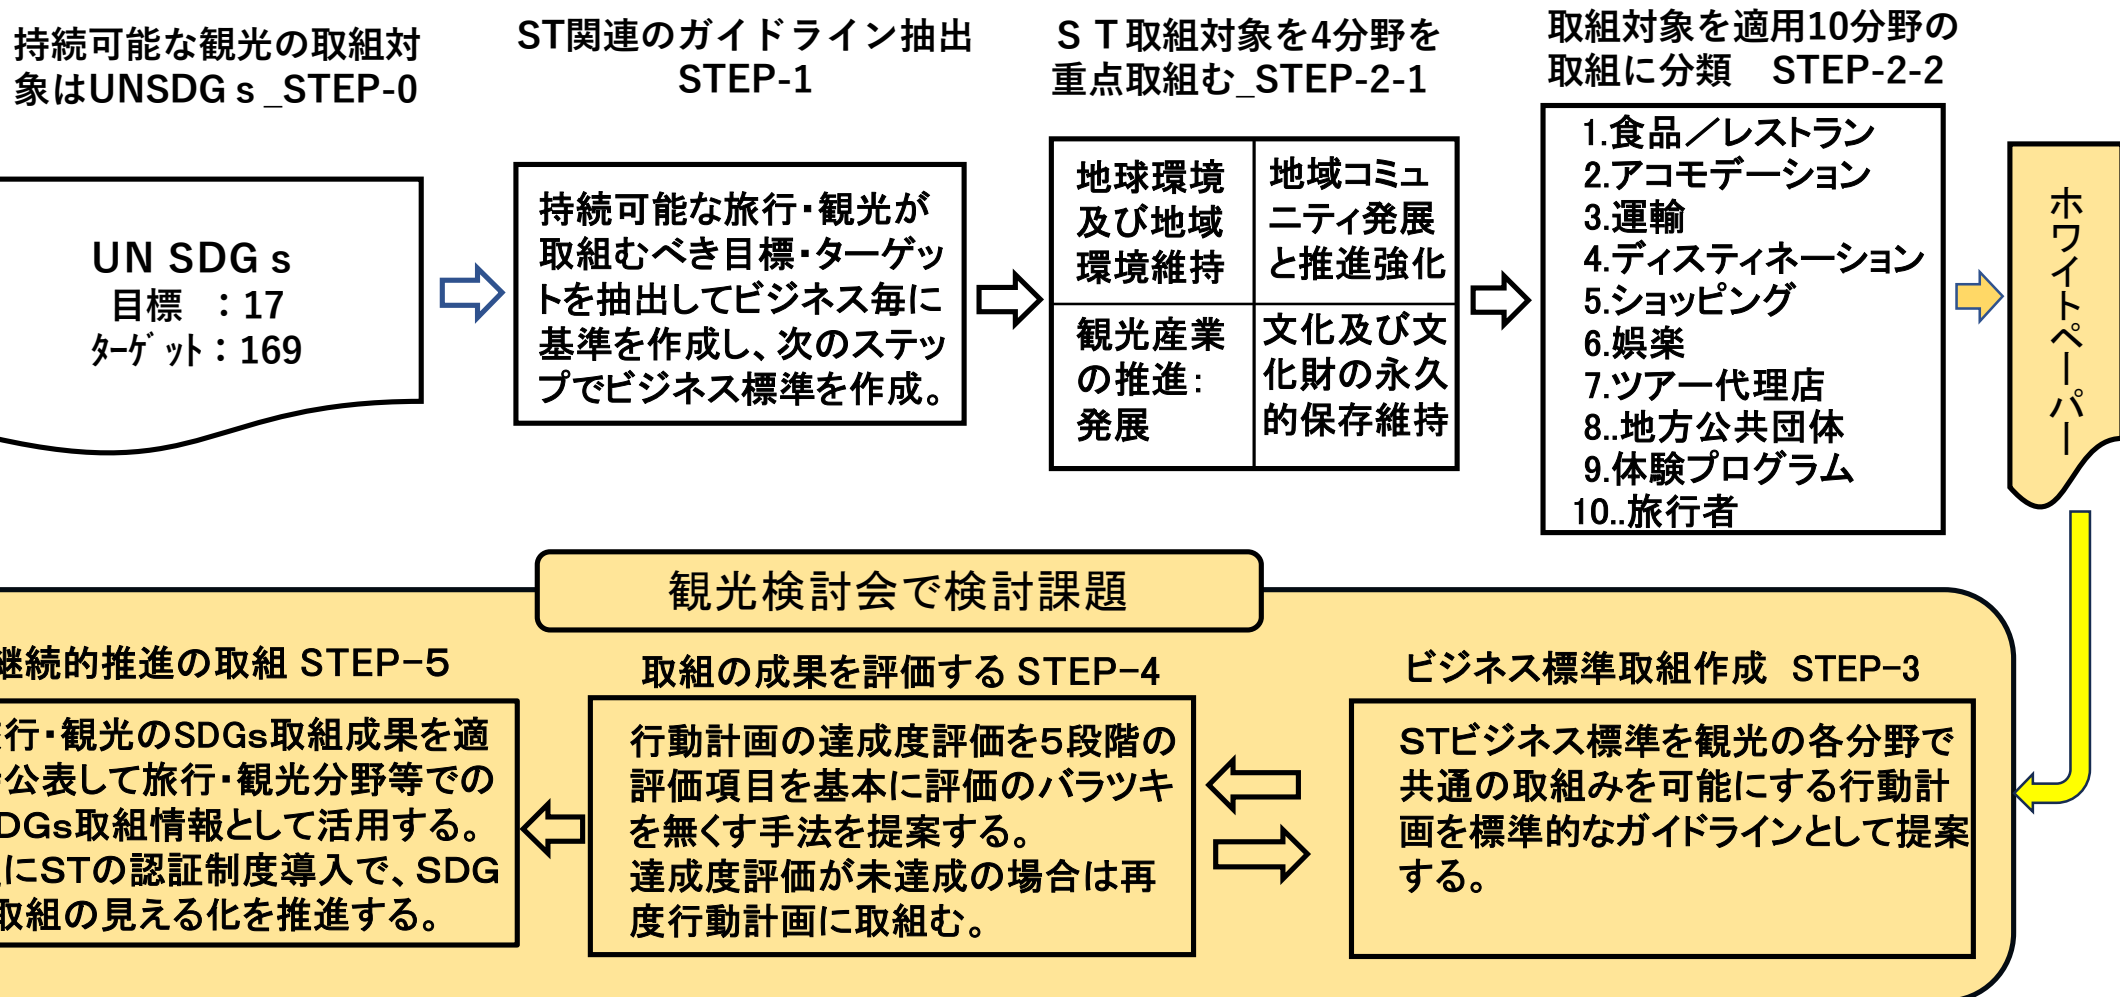 持続可能な観光の取組対
象はUNSDGｓ_STEP-0
ST関連のガイドライン抽出
STEP-1
ＳＴ取組対象を4分野を
重点取組む_STEP-2-1
取組対象を適用10分野の
取組に分類　STEP-2-2
UN SDGｓ
目標　：17
ﾀｰｹﾞｯﾄ：169
持続可能な旅行・観光が
取組むべき目標・ターゲッ
トを抽出してビジネス毎に
基準を作成し、次のステッ
プでビジネス標準を作成。
地球環境
及び地域
環境維持
地域コミュ
ニティ発展
と推進強化
観光産業
の推進：
発展
文化及び文
化財の永久
的保存維持
1.食品／レストラン
2.アコモデーション
3.運輸
4.ディスティネーション
5.ショッピング
6.娯楽
7.ツアー代理店
8..地方公共団体
9.体験プログラム
10..旅行者
ホワイトペーパー
観光検討会で検討課題
ビジネス標準取組作成　STEP-3
STビジネス標準を観光の各分野で
共通の取組みを可能にする行動計
画を標準的なガイドラインとして提案
する。
取組の成果を評価する STEP-4
行動計画の達成度評価を５段階の
評価項目を基本に評価のバラツキ
を無くす手法を提案する。
達成度評価が未達成の場合は再
度行動計画に取組む。
継続的推進の取組 STEP-５
行・観光のSDGs取組成果を適
公表して旅行・観光分野等での
DGs取組情報として活用する。
にSTの認証制度導入で、SDG
取組の見える化を推進する。